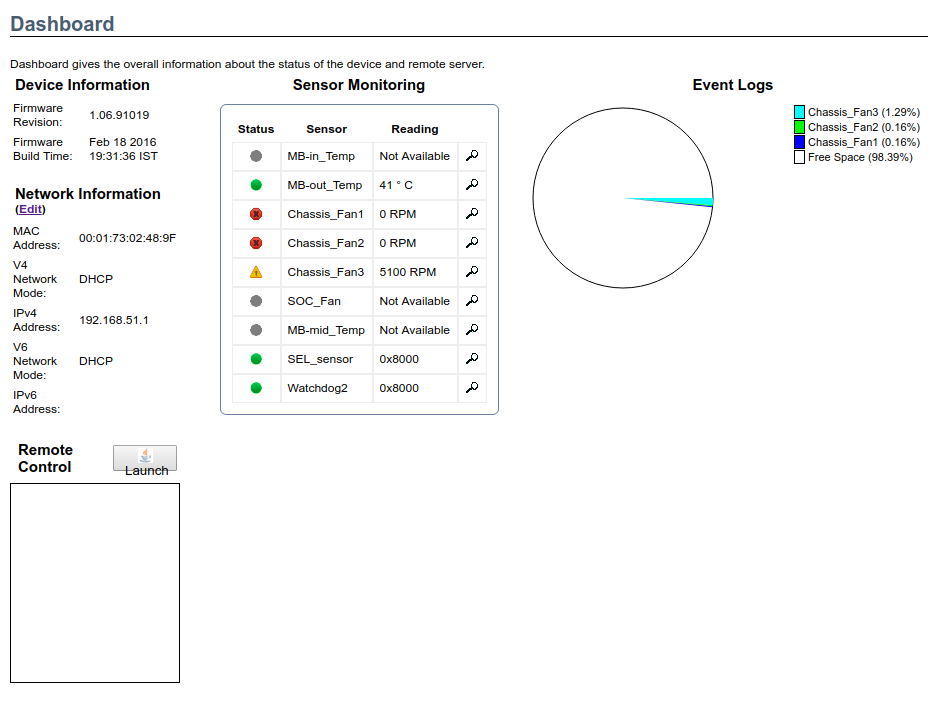 Dashboard
Dashboard gives the overall information about the status of the device and remote server.
Device Information
Firmware
Revision:
1.06.91019
Firmware
Build Time:
Feb 18 2016
19:31:36 IST
Network Information
(Edit)
MAC
Address:
00:01:73:02:48:9F
V4
Network
Mode:
DHCP
IPv4
Address:
192.168.51.1
V6
Network
Mode:
DHCP
IPv6
Address:
Remote
Control
Launch
Sensor Monitoring
Status Sensor Reading
MB-in_Temp Not Available
MB-out_Temp 41 ° C
Chassis_Fan1 0 RPM
Chassis_Fan2 0 RPM
Chassis_Fan3 5100 RPM
SOC_Fan Not Available
MB-mid_Temp Not Available
SEL_sensor 0x8000
Watchdog2 0x8000
Event Logs
Chassis_Fan3 (1.29%)
Chassis_Fan2 (0.16%)
Chassis_Fan1 (0.16%)
Free Space (98.39%)